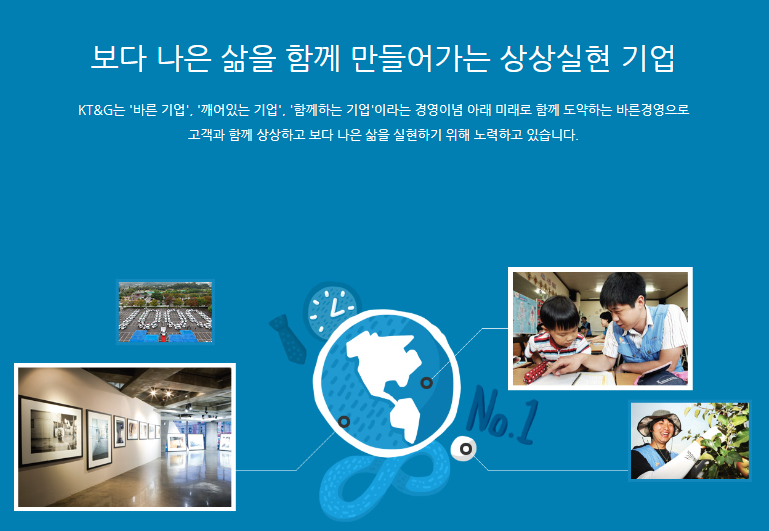 보다 나은 삶을 함께 만들어가는 상상실현 기업
KT&G는 '바른 기업', '깨어있는 기업', '함께하는 기업'이라는 경영이념 아래 미래로 함께 도약하는 바른경영으로
고객과 함께 상상하고 보다 나은 삶을 실현하기 위해 노력하고 있습니다.
No.1